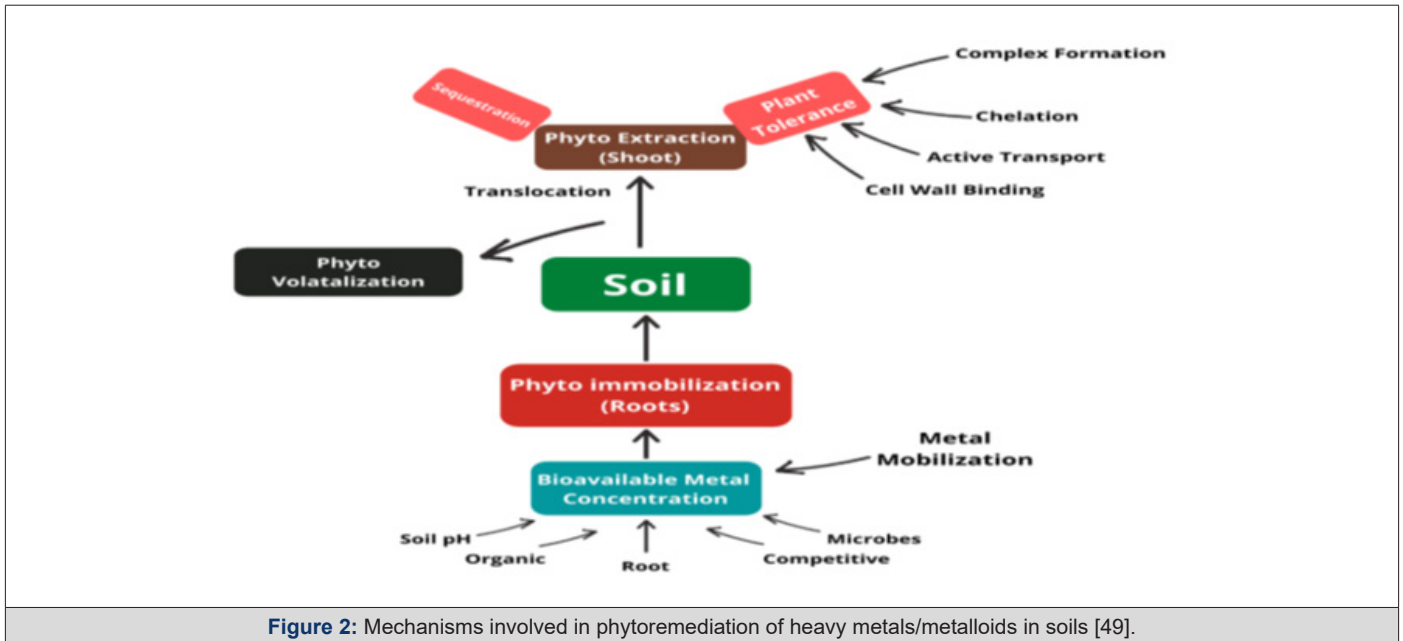 Complex Formation
Sequestration
Plant
Tolerance
Chelation
Phyto Extraction
(Shoot)
Active Transport
Translocation
Cell Wall Binding
Phyto
Volatalization
Soil
Phyto immobilization
(Roots)
Metal
Mobilization
Bioavailable Metal
Concentration
Soil pH
Organic
Root
Competitive
Microbes
Figure 2: Mechanisms involved in phytoremediation of heavy metals/metalloids in soils [49].